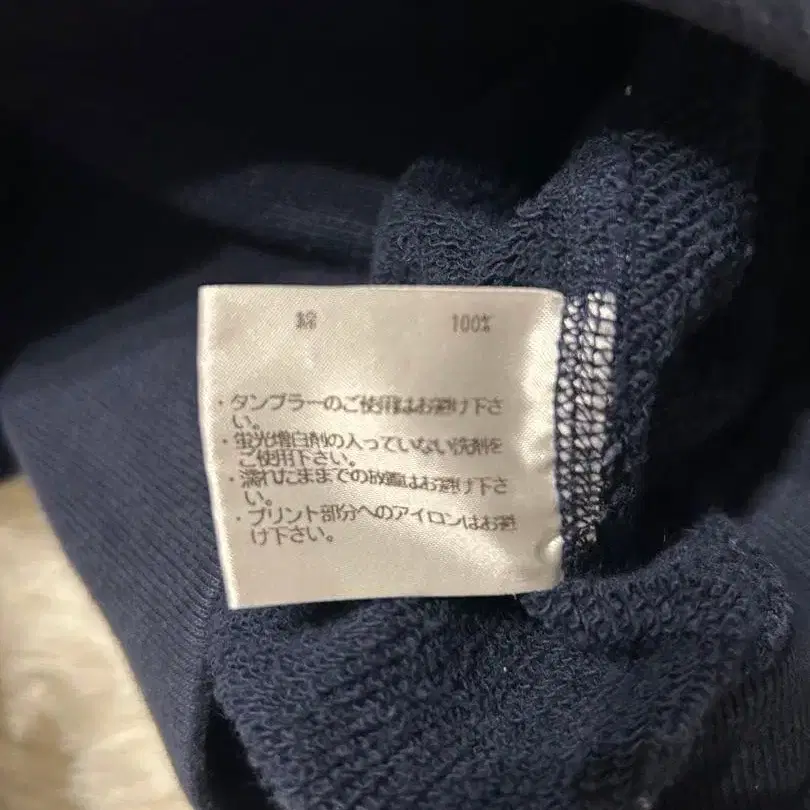 綿 100%
・タンブラーのご使用はお避け下さ
い。
・蛍光増白剤の入っていない洗剤を
ご使用下さい。
・濡れたままでの放置はお避け下さ
い。
・プリント部分へのアイロンはお避
け下さい。